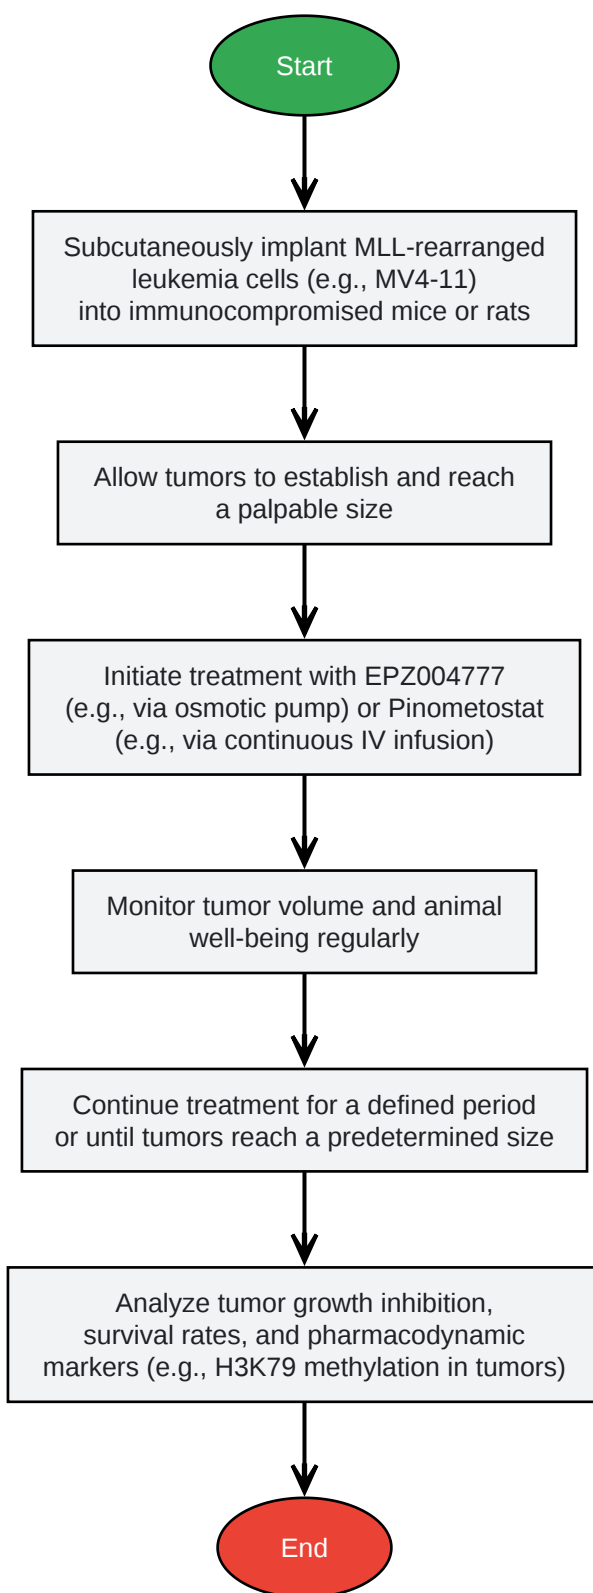 Start
Subcutaneously implant MLL-rearranged
leukemia cells (e.g., MV4-11)
into immunocompromised mice or rats
Allow tumors to establish and reach
a palpable size
Initiate treatment with EPZ004777
(e.g., via osmotic pump) or Pinometostat
(e.g., via continuous IV infusion)
Monitor tumor volume and animal
well-being regularly
Continue treatment for a defined period
or until tumors reach a predetermined size
Analyze tumor growth inhibition,
survival rates, and pharmacodynamic
markers (e.g., H3K79 methylation in tumors)
End